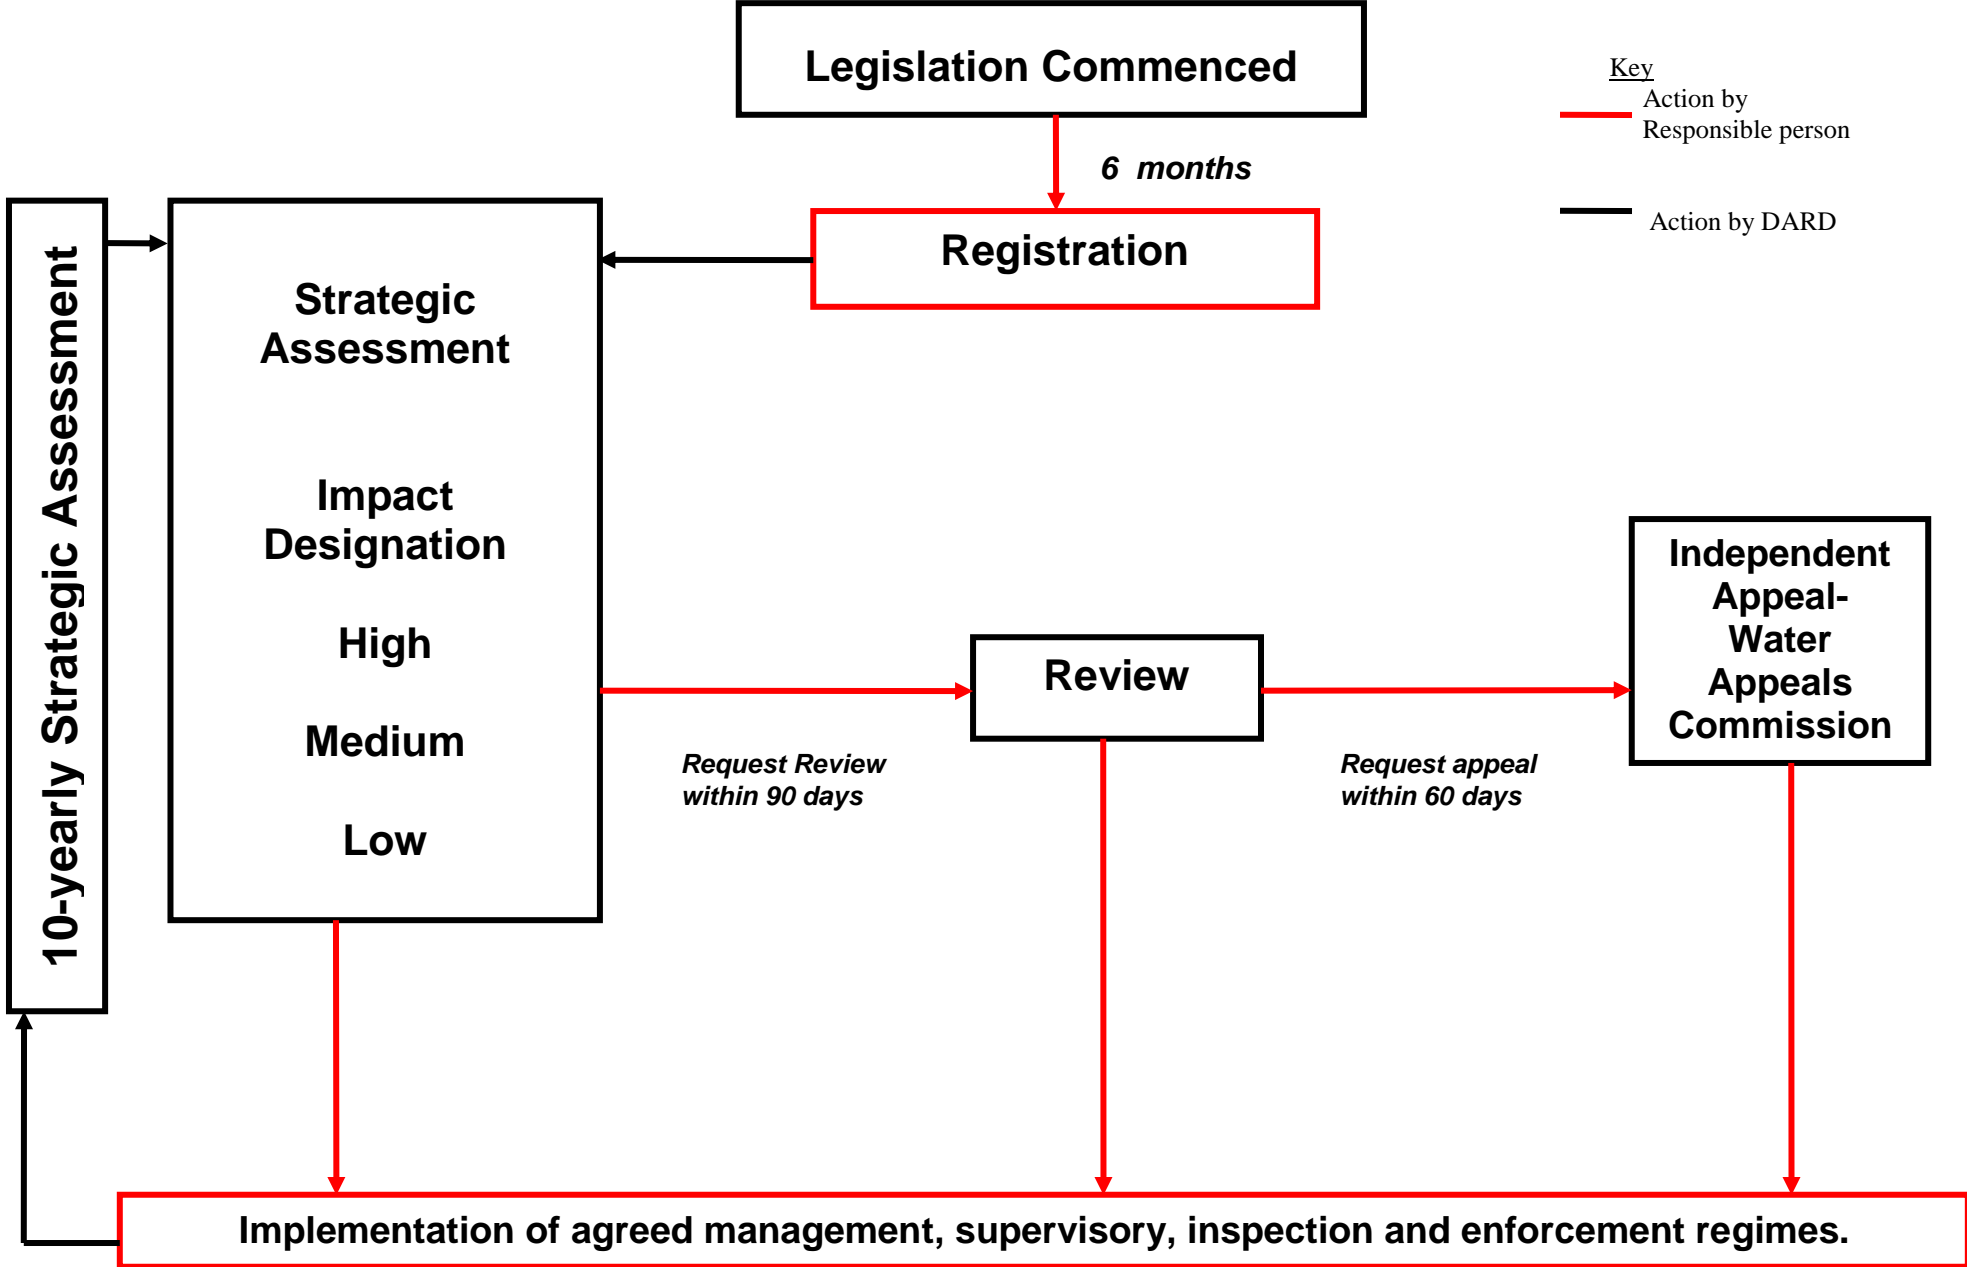 Legislation Commenced
Key
Action by
Responsible person
6 months
Action by DARD
Registration
10-yearly Strategic Assessment
Strategic
Assessment
Impact
Designation
High
Medium
Low
Request Review
within 90 days
Review
Request appeal
within 60 days
Independent
Appeal-
Water
Appeals
Commission
Implementation of agreed management, supervisory, inspection and enforcement regimes.